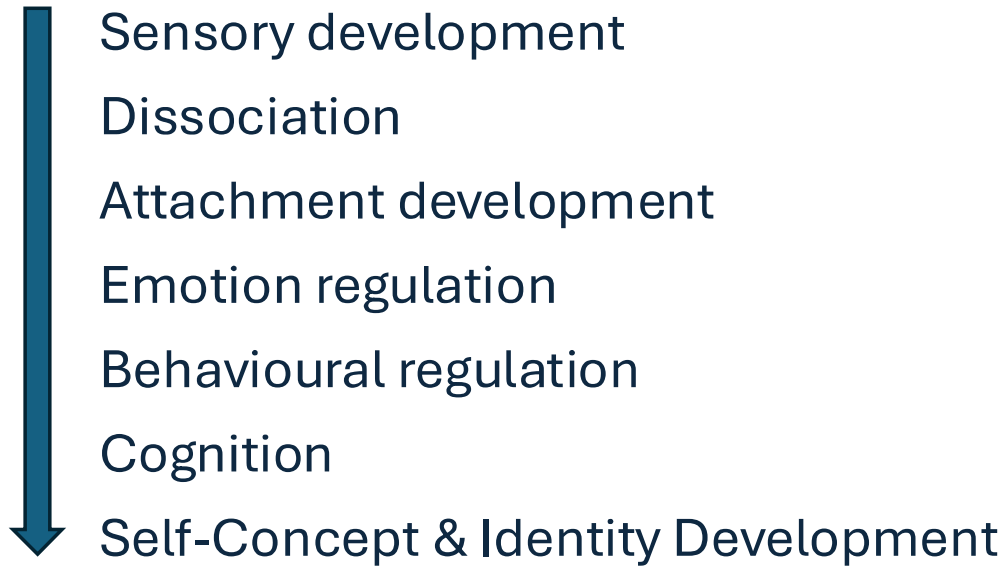 Sensory development
Dissociation
Attachment development
Emotion regulation
Behavioural regulation
Cognition
Self-Concept & Identity Development